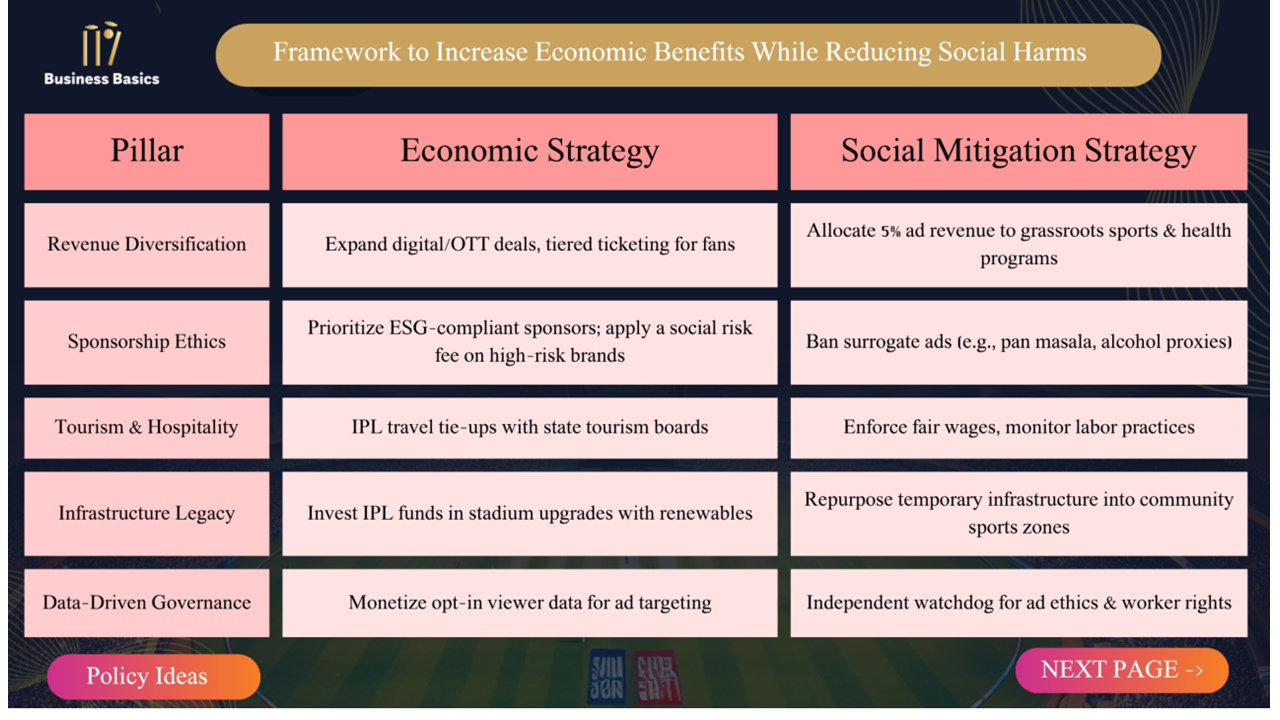 Business Basics
Framework to Increase Economic Benefits While Reducing Social Harms
Pillar
Economic Strategy
Social Mitigation Strategy
Revenue Diversification
Expand digital/OTT deals, tiered ticketing for fans
Allocate 5% ad revenue to grassroots sports & health
programs
Sponsorship Ethics
Prioritize ESG-compliant sponsors; apply a social risk
fee on high-risk brands
Ban surrogate ads (e.g., pan masala, alcohol proxies)
Tourism & Hospitality
IPL travel tie-ups with state tourism boards
Enforce fair wages, monitor labor practices
Infrastructure Legacy
Invest IPL funds in stadium upgrades with renewables
Repurpose temporary infrastructure into community
sports zones
Data-Driven Governance
Monetize opt-in viewer data for ad targeting
Independent watchdog for ad ethics & worker rights
Policy Ideas
NEXT PAGE ->